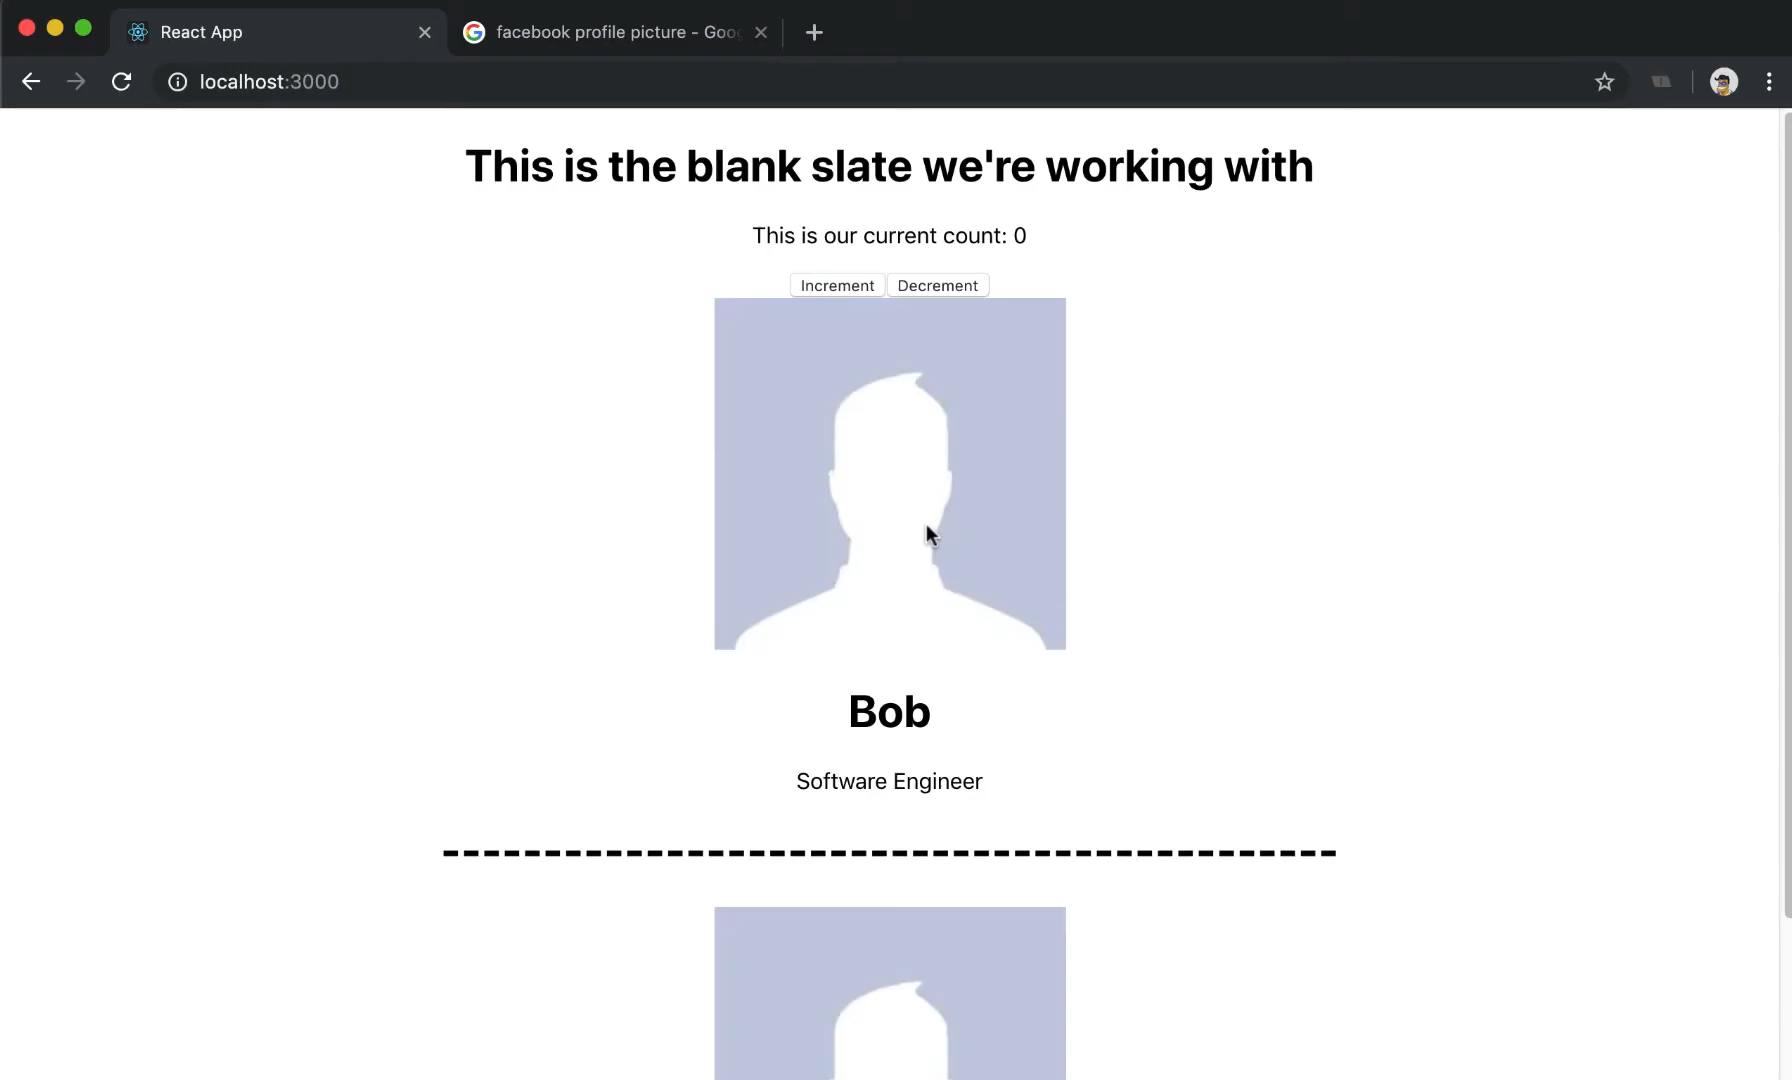 React App
facebook profile picture - Goo
localhost:3000
This is the blank slate we're working with
This is our current count: 0
Increment Decrement
Bob
Software Engineer
--------------------------------------------